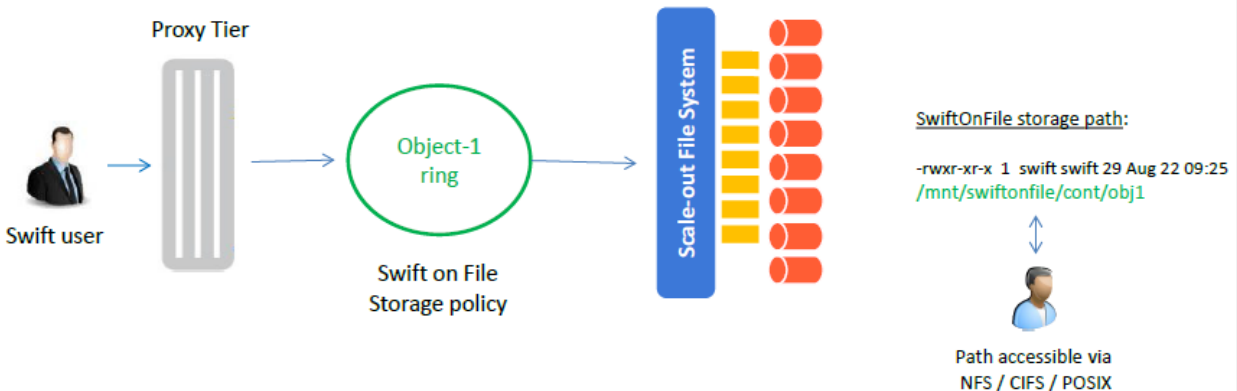 Proxy Tier
Swift user
Object-1
ring
Swift on File
Storage policy
Scale-out File System
SwiftOnFile storage path:
-rwxr-xr-x 1 swift swift 29 Aug 22 09:25
/mnt/swiftonfile/cont/obj1
Path accessible via
NFS / CIFS / POSIX